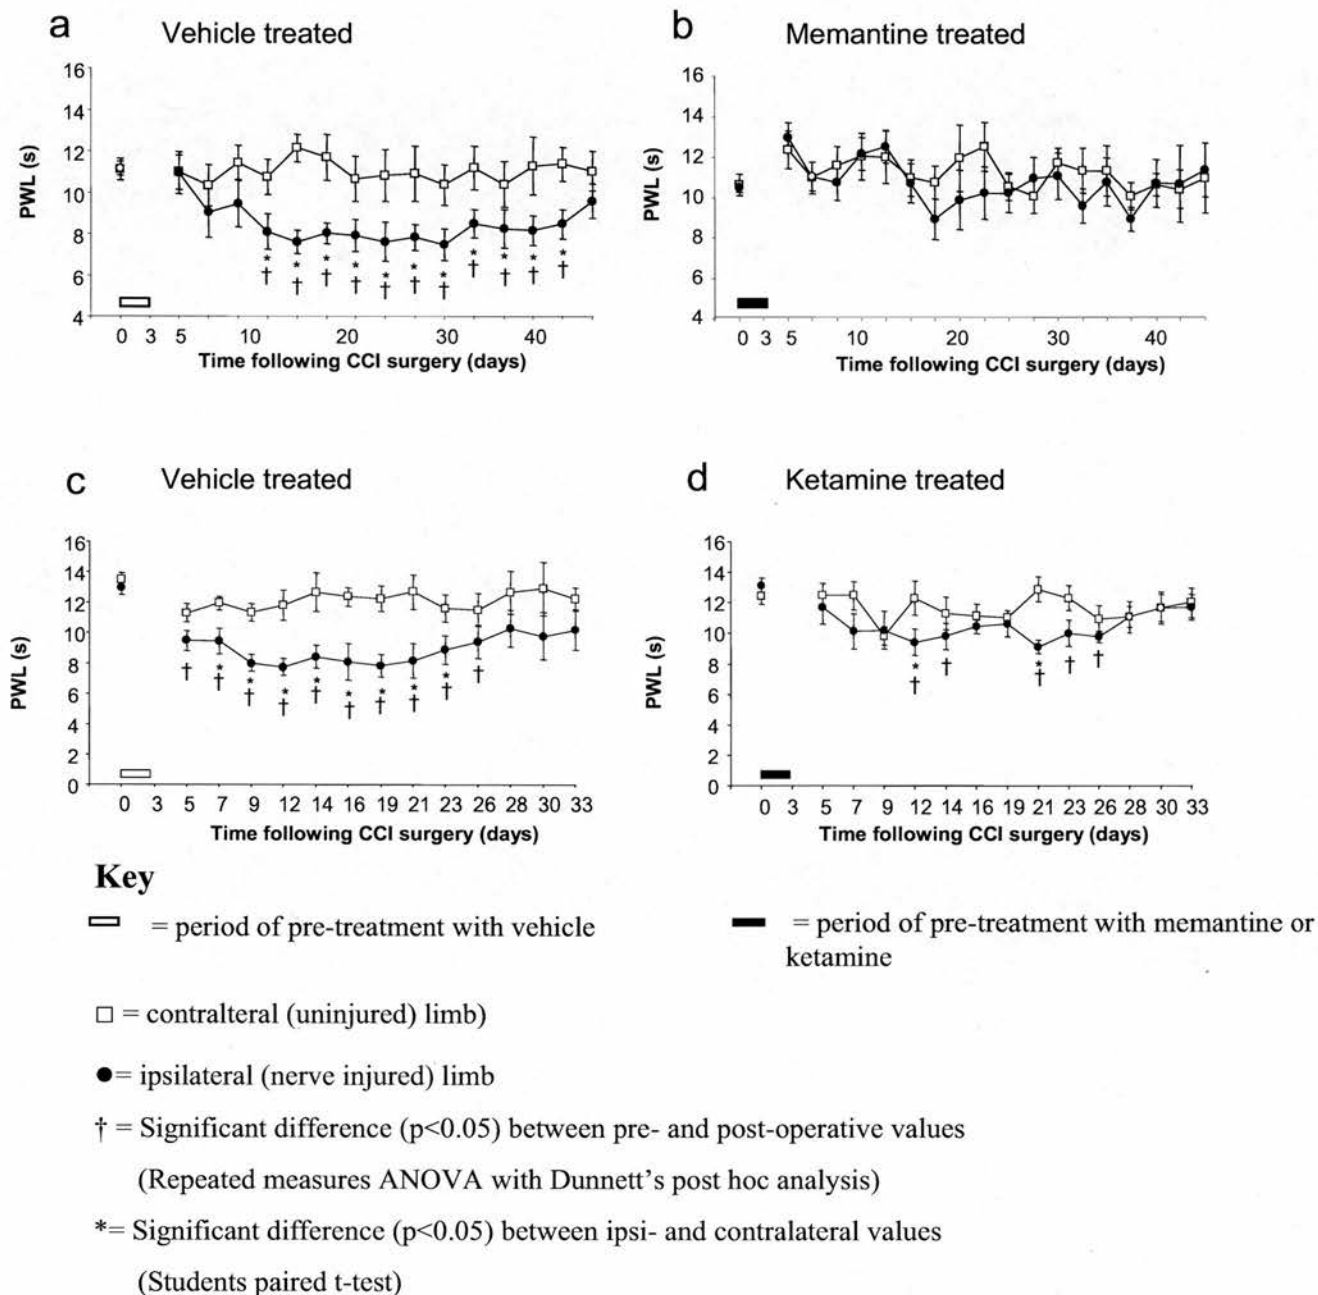 a Vehicle treated
16
14
12
10
8
6
4
PWL (s)
* * * * * * * * * * *
† † † † † † † † † † †
0 3 5 10 20 30 40
Time following CCI surgery (days)
b Memantine treated
16
14
12
10
8
6
4
PWL (s)
0 3 5 10 20 30 40
Time following CCI surgery (days)
c Vehicle treated
16
14
12
10
8
6
4
2
0
PWL (s)
* * * * * * * *
† † † † † † † † † †
0 3 5 7 9 12 14 16 19 21 23 26 28 30 33
Time following CCI surgery (days)
d Ketamine treated
16
14
12
10
8
6
4
2
0
PWL (s)
* *
† † † † †
0 3 5 7 9 12 14 16 19 21 23 26 28 30 33
Time following CCI surgery (days)
Key
= period of pre-treatment with vehicle
= period of pre-treatment with memantine or
ketamine
□ = contralteral (uninjured) limb)
●= ipsilateral (nerve injured) limb
† = Significant difference (p<0.05) between pre- and post-operative values
(Repeated measures ANOVA with Dunnett's post hoc analysis)
*= Significant difference (p<0.05) between ipsi- and contralateral values
(Students paired t-test)